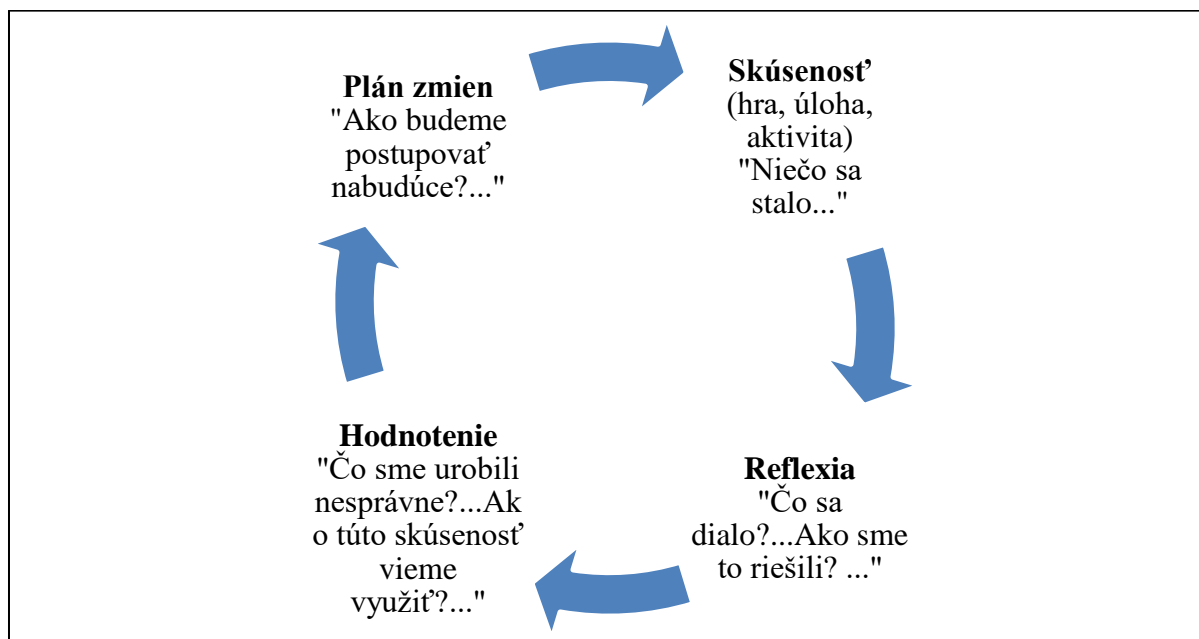 Plán zmien
"Ako budeme
postupovať
nabudúce?..."
Skúsenosť
(hra, úloha,
aktivita)
"Niečo sa
stalo..."
Reflexia
"Čo sa
dialo?...Ako sme
to riešili? ..."
Hodnotenie
"Čo sme urobili
nesprávne?...Ak
o túto skúsenosť
vieme
využiť?..."